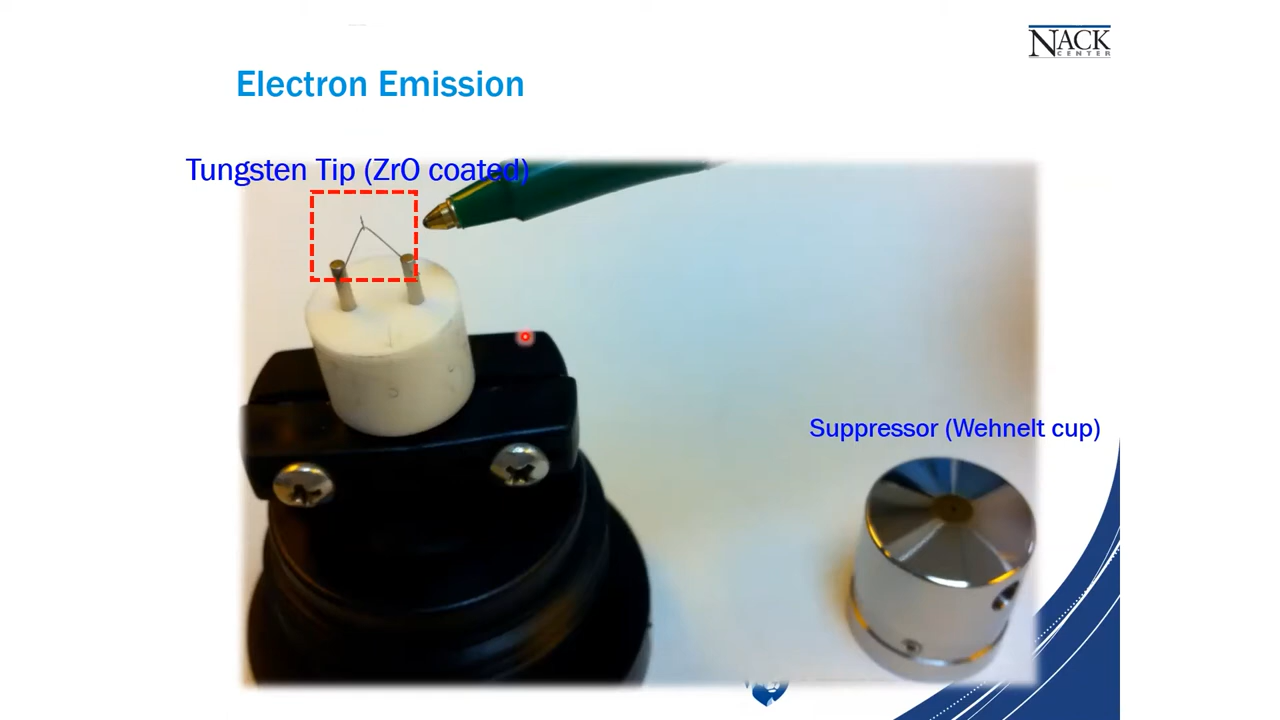 NACK
CENTER
Electron Emission
Tungsten Tip (ZrO coated)
Suppressor (Wehnelt cup)